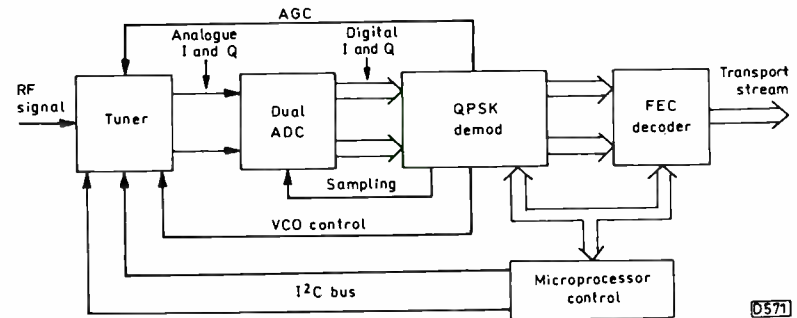 AGC
Analogue
I and Q
Digital
I and Q
RF
signal
Tuner
Dual
ADC
QPSK
demod
FEC
decoder
Transport
stream
Sampling
VCO control
I²C bus
Microprocessor
control
D571